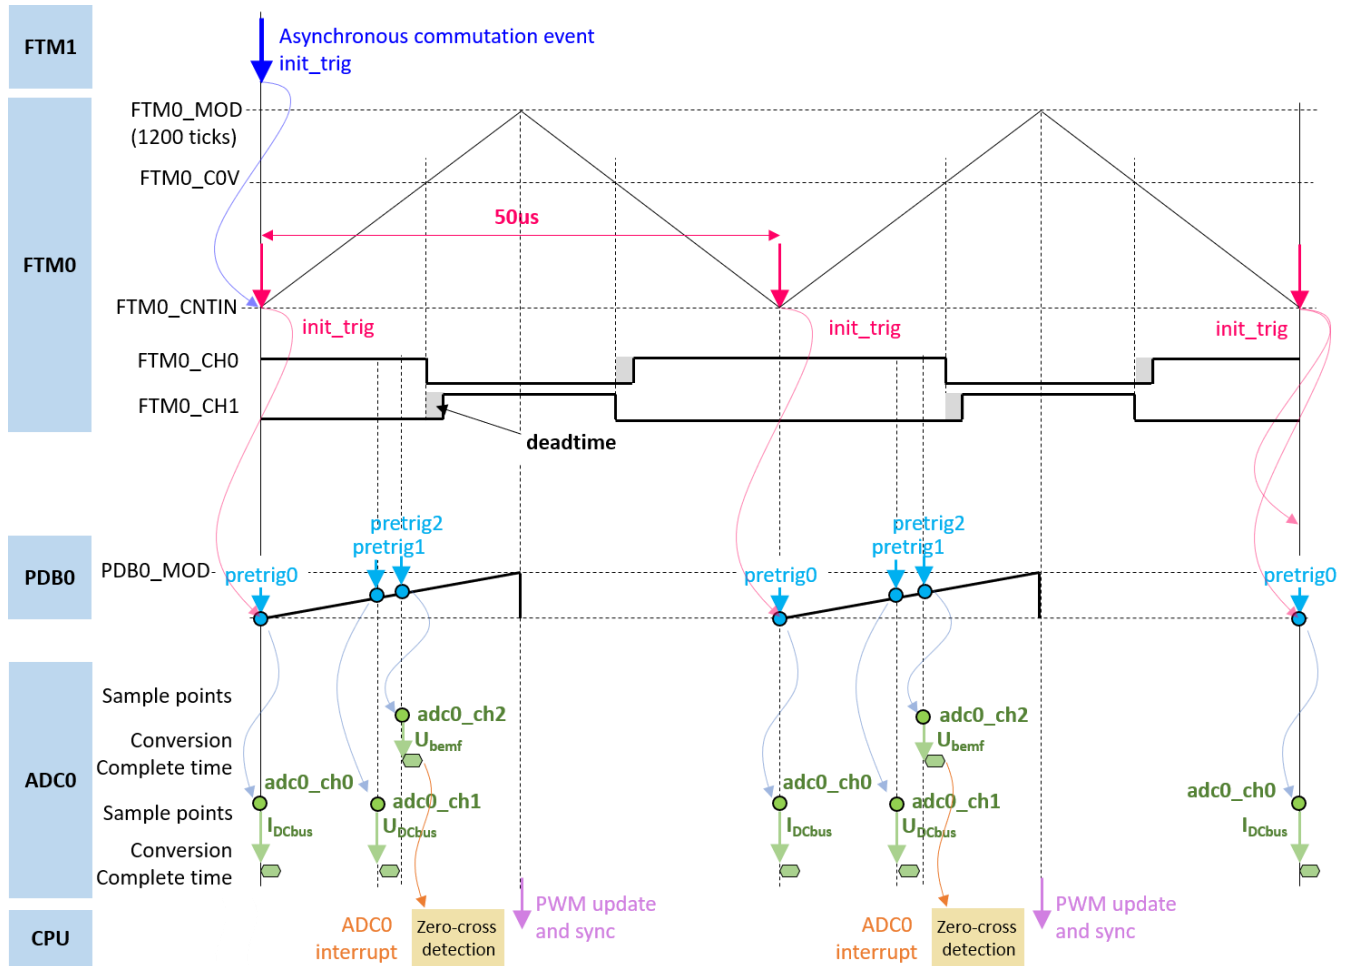 FTM1
Asynchronous commutation event
init_trig
FTM0_MOD
(1200 ticks)
FTM0_C0V
50us
FTM0
FTM0_CNTIN
init_trig
init_trig
init_trig
FTM0_CH0
FTM0_CH1
deadtime
pretrig2
pretrig1
pretrig2
pretrig1
PDB0
PDB0_MOD
pretrig0
pretrig0
pretrig0
Sample points
adc0_ch2
adc0_ch2
Conversion
Complete time
Ubemf
Ubemf
ADC0
adc0_ch0
adc0_ch1
adc0_ch0
adc0_ch1
adc0_ch0
Sample points
IDCbus
UDCbus
IDCbus
UDCbus
IDCbus
Conversion
Complete time
CPU
ADC0
interrupt
Zero-cross
detection
PWM update
and sync
ADC0
interrupt
Zero-cross
detection
PWM update
and sync